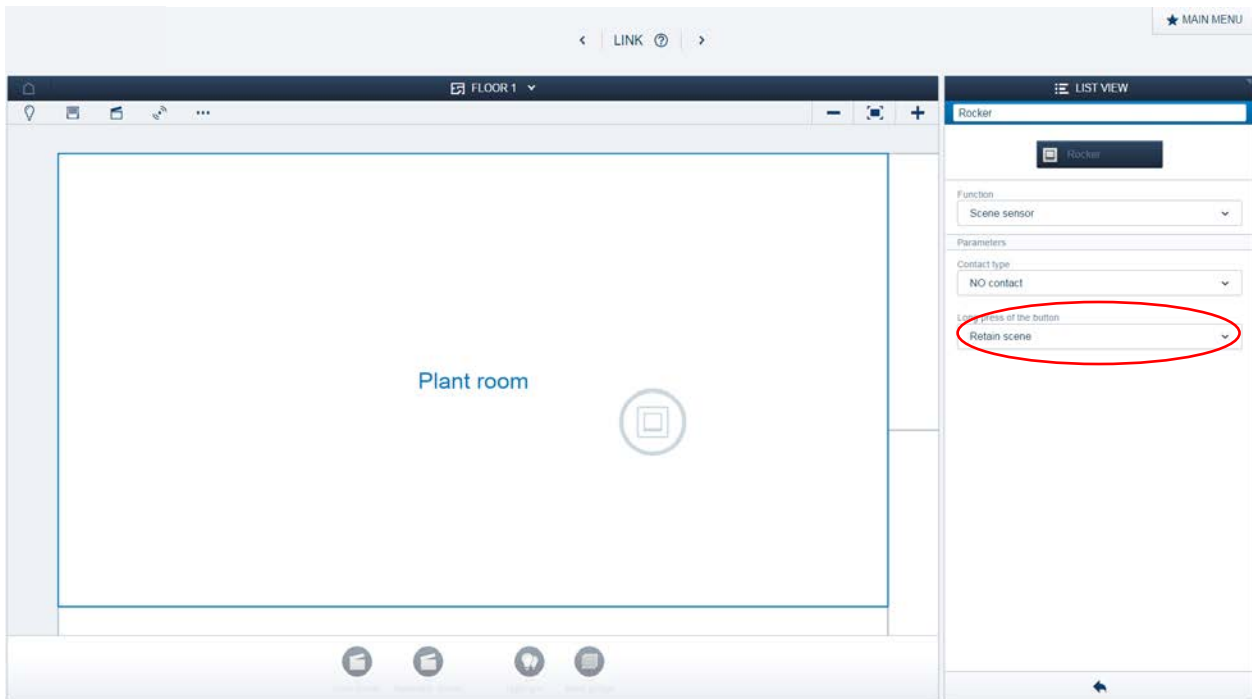 MAIN MENU
LINK
FLOOR 1
LIST VIEW
Rocker
Rocker
Function
Scene sensor
Parameters
Contact type
NO contact
Long press of the button
Retain scene
Plant room